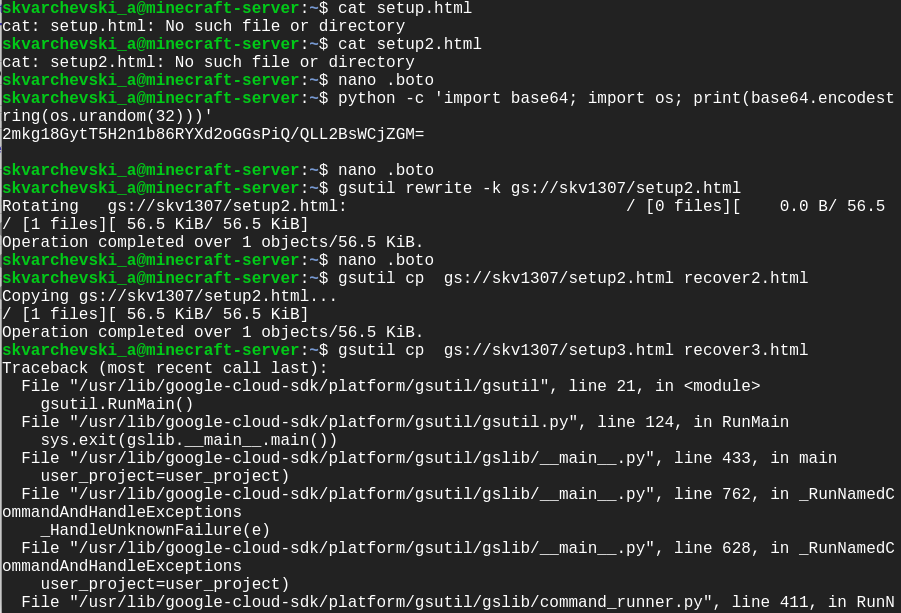 skvarchevski_a@minecraft-server:~$ cat setup.html
cat: setup.html: No such file or directory
skvarchevski_a@minecraft-server:~$ cat setup2.html
cat: setup2.html: No such file or directory
skvarchevski_a@minecraft-server:~$ nano .boto
skvarchevski_a@minecraft-server:~$ python -c 'import base64; import os; print(base64.encodest
ring(os.urandom(32)))'
2mkg18GytT5H2n1b86RYXd2oGGsPiQ/QLL2BsWCjZGM=
skvarchevski_a@minecraft-server:~$ nano .boto
skvarchevski_a@minecraft-server:~$ gsutil rewrite -k gs://skv1307/setup2.html
Rotating   gs://skv1307/setup2.html:                             / [0 files][    0.0 B/ 56.5
/ [1 files][ 56.5 KiB/ 56.5 KiB]
Operation completed over 1 objects/56.5 KiB.
skvarchevski_a@minecraft-server:~$ nano .boto
skvarchevski_a@minecraft-server:~$ gsutil cp  gs://skv1307/setup2.html recover2.html
Copying gs://skv1307/setup2.html...
/ [1 files][ 56.5 KiB/ 56.5 KiB]
Operation completed over 1 objects/56.5 KiB.
skvarchevski_a@minecraft-server:~$ gsutil cp  gs://skv1307/setup3.html recover3.html
Traceback (most recent call last):
  File "/usr/lib/google-cloud-sdk/platform/gsutil/gsutil", line 21, in <module>
    gsutil.RunMain()
  File "/usr/lib/google-cloud-sdk/platform/gsutil/gsutil.py", line 124, in RunMain
    sys.exit(gslib.__main__.main())
  File "/usr/lib/google-cloud-sdk/platform/gsutil/gslib/__main__.py", line 433, in main
    user_project=user_project)
  File "/usr/lib/google-cloud-sdk/platform/gsutil/gslib/__main__.py", line 762, in _RunNamedC
ommandAndHandleExceptions
    _HandleUnknownFailure(e)
  File "/usr/lib/google-cloud-sdk/platform/gsutil/gslib/__main__.py", line 628, in _RunNamedC
ommandAndHandleExceptions
    user_project=user_project)
  File "/usr/lib/google-cloud-sdk/platform/gsutil/gslib/command_runner.py", line 411, in RunN